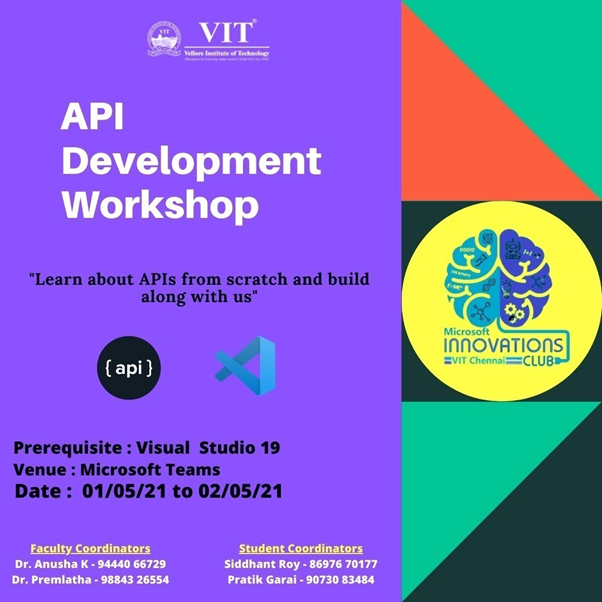 VIT
VIT®
Vellore Institute of Technology
API
Development
Workshop
"Learn about APIs from scratch and build
along with us"
{ api }
Microsoft
INNOVATIONS
VIT Chennai
CLUB
Prerequisite : Visual Studio 19
Venue : Microsoft Teams
Date : 01/05/21 to 02/05/21
Faculty Coordinators
Dr. Anusha K - 94440 66729
Dr. Premlatha - 98843 26554
Student Coordinators
Siddhant Roy - 86976 70177
Pratik Garai - 90730 83484